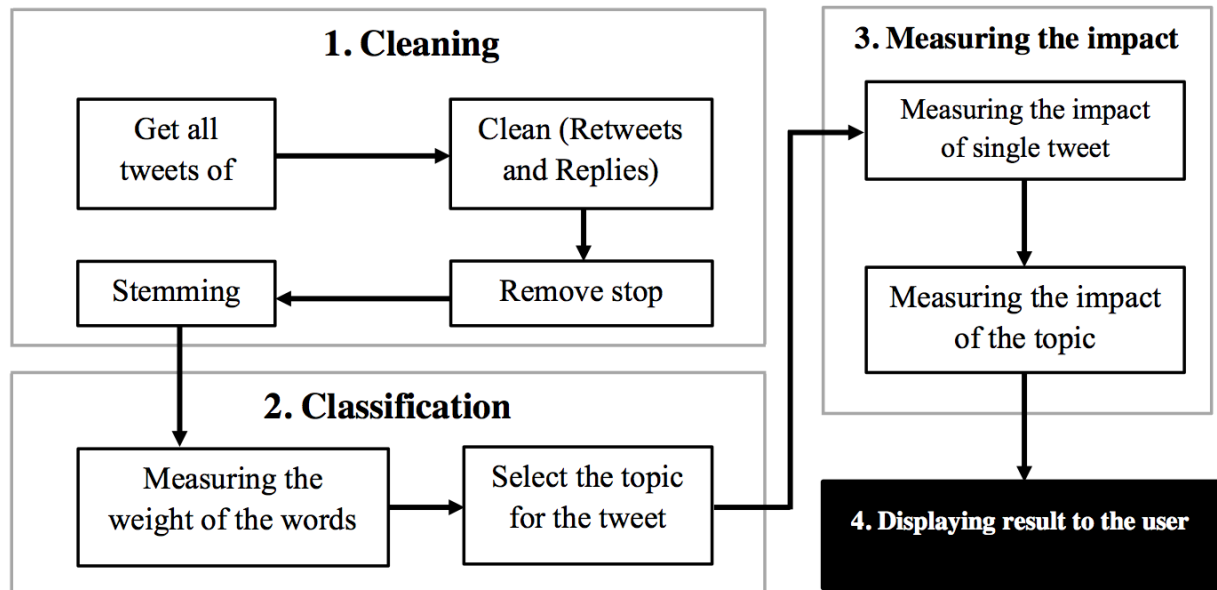 1. Cleaning
Get all
tweets of
Clean (Retweets
and Replies)
Remove stop
Stemming
2. Classification
Measuring the
weight of the words
Select the topic
for the tweet
3. Measuring the impact
Measuring the impact
of single tweet
Measuring the impact
of the topic
4. Displaying result to the user